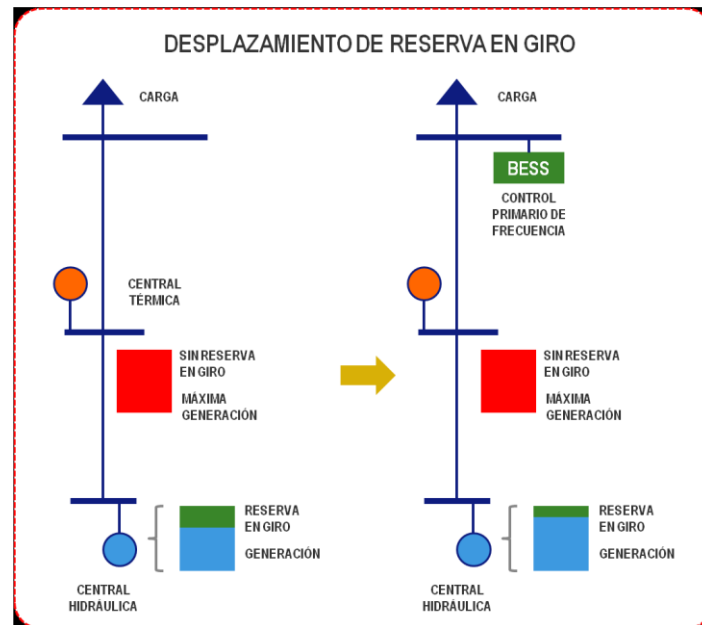 DESPLAZAMIENTO DE RESERVA EN GIRO
CARGA
CENTRAL
TÉRMICA
SIN RESERVA
EN GIRO
MÁXIMA
GENERACIÓN
RESERVA
EN GIRO
GENERACIÓN
CENTRAL
HIDRÁULICA
CARGA
BESS
CONTROL
PRIMARIO DE
FRECUENCIA
SIN RESERVA
EN GIRO
MÁXIMA
GENERACIÓN
RESERVA
EN GIRO
GENERACIÓN
CENTRAL
HIDRÁULICA